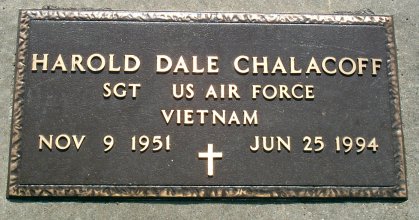 HAROLD DALE CHALACOFF
SGT US AIR FORCE
VIETNAM
NOV 9 1951 JUN 25 1994